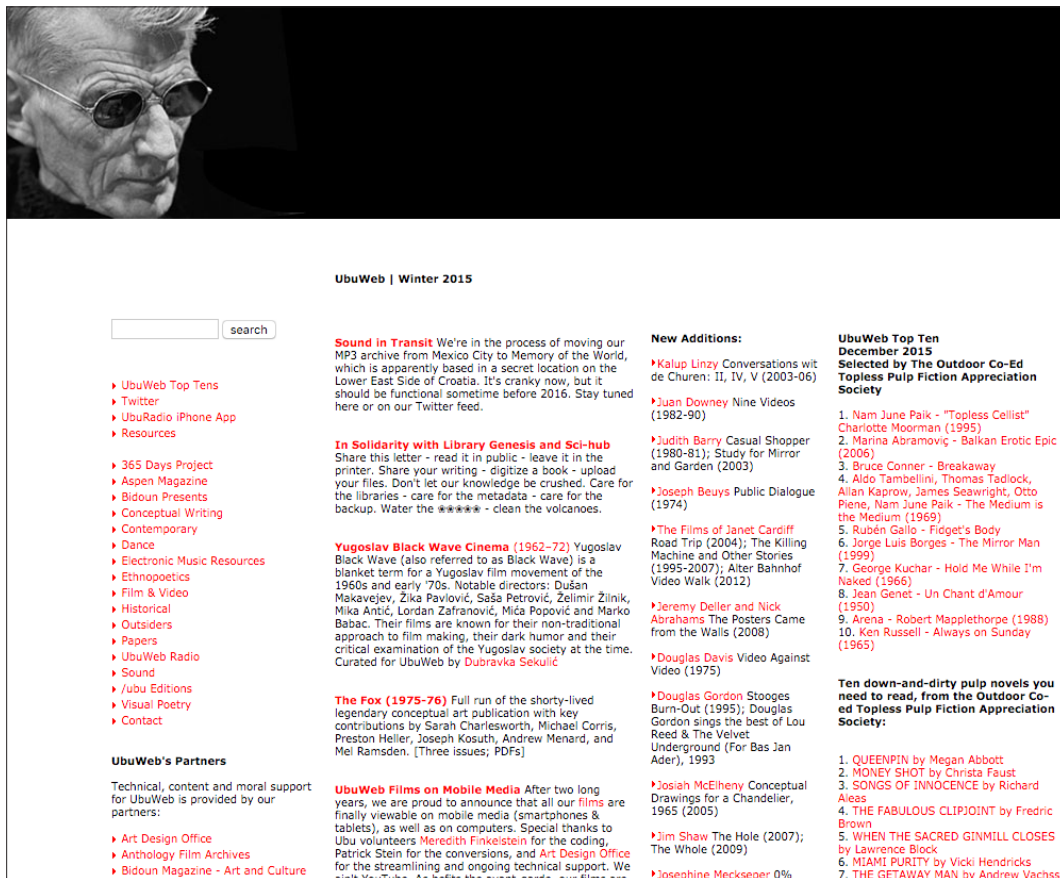 UbuWeb | Winter 2015
search
▸ UbuWeb Top Tens
▸ Twitter
▸ UbuRadio iPhone App
▸ Resources
▸ 365 Days Project
▸ Aspen Magazine
▸ Bidoun Presents
▸ Conceptual Writing
▸ Contemporary
▸ Dance
▸ Electronic Music Resources
▸ Ethnopoetics
▸ Film & Video
▸ Historical
▸ Outsiders
▸ Papers
▸ UbuWeb Radio
▸ Sound
▸ /ubu Editions
▸ Visual Poetry
▸ Contact
UbuWeb's Partners
Technical, content and moral support
for UbuWeb is provided by our
partners:
▸ Art Design Office
▸ Anthology Film Archives
▸ Bidoun Magazine - Art and Culture
Sound in Transit We're in the process of moving our
MP3 archive from Mexico City to Memory of the World,
which is apparently based in a secret location on the
Lower East Side of Croatia. It's cranky now, but it
should be functional sometime before 2016. Stay tuned
here or on our Twitter feed.
In Solidarity with Library Genesis and Sci-hub
Share this letter - read it in public - leave it in the
printer. Share your writing - digitize a book - upload
your files. Don't let our knowledge be crushed. Care for
the libraries - care for the metadata - care for the
backup. Water the ❀❀❀❀❀ - clean the volcanoes.
Yugoslav Black Wave Cinema (1962–72) Yugoslav
Black Wave (also referred to as Black Wave) is a
blanket term for a Yugoslav film movement of the
1960s and early '70s. Notable directors: Dušan
Makavejev, Žika Pavlović, Saša Petrović, Želimir Žilnik,
Mika Antić, Lordan Zafranović, Mića Popović and Marko
Babac. Their films are known for their non-traditional
approach to film making, their dark humor and their
critical examination of the Yugoslav society at the time.
Curated for UbuWeb by Dubravka Sekulić
The Fox (1975-76) Full run of the shorty-lived
legendary conceptual art publication with key
contributions by Sarah Charlesworth, Michael Corris,
Preston Heller, Joseph Kosuth, Andrew Menard, and
Mel Ramsden. [Three issues; PDFs]
UbuWeb Films on Mobile Media After two long
years, we are proud to announce that all our films are
finally viewable on mobile media (smartphones &
tablets), as well as on computers. Special thanks to
Ubu volunteers Meredith Finkelstein for the coding,
Patrick Stein for the conversions, and Art Design Office
for the streamlining and ongoing technical support. We
New Additions:
▸Kalup Linzy Conversations wit
de Churen: II, IV, V (2003-06)
▸Juan Downey Nine Videos
(1982-90)
▸Judith Barry Casual Shopper
(1980-81); Study for Mirror
and Garden (2003)
▸Joseph Beuys Public Dialogue
(1974)
▸The Films of Janet Cardiff
Road Trip (2004); The Killing
Machine and Other Stories
(1995-2007); Alter Bahnhof
Video Walk (2012)
▸Jeremy Deller and Nick
Abrahams The Posters Came
from the Walls (2008)
▸Douglas Davis Video Against
Video (1975)
▸Douglas Gordon Stooges
Burn-Out (1995); Douglas
Gordon sings the best of Lou
Reed & The Velvet
Underground (For Bas Jan
Ader), 1993
▸Josiah McElheny Conceptual
Drawings for a Chandelier,
1965 (2005)
▸Jim Shaw The Hole (2007);
The Whole (2009)
▸Josephine Meckseper 0%
UbuWeb Top Ten
December 2015
Selected by The Outdoor Co-Ed
Topless Pulp Fiction Appreciation
Society
1. Nam June Paik - "Topless Cellist"
Charlotte Moorman (1995)
2. Marina Abramoviç - Balkan Erotic Epic
(2006)
3. Bruce Conner - Breakaway
4. Aldo Tambellini, Thomas Tadlock,
Allan Kaprow, James Seawright, Otto
Piene, Nam June Paik - The Medium is
the Medium (1969)
5. Rubén Gallo - Fidget's Body
6. Jorge Luis Borges - The Mirror Man
(1999)
7. George Kuchar - Hold Me While I'm
Naked (1966)
8. Jean Genet - Un Chant d'Amour
(1950)
9. Arena - Robert Mapplethorpe (1988)
10. Ken Russell - Always on Sunday
(1965)
Ten down-and-dirty pulp novels you
need to read, from the Outdoor Co-
ed Topless Pulp Fiction Appreciation
Society:
1. QUEENPIN by Megan Abbott
2. MONEY SHOT by Christa Faust
3. SONGS OF INNOCENCE by Richard
Aleas
4. THE FABULOUS CLIPJOINT by Fredric
Brown
5. WHEN THE SACRED GINMILL CLOSES
by Lawrence Block
6. MIAMI PURITY by Vicki Hendricks
7. THE GETAWAY MAN by Andrew Vachss